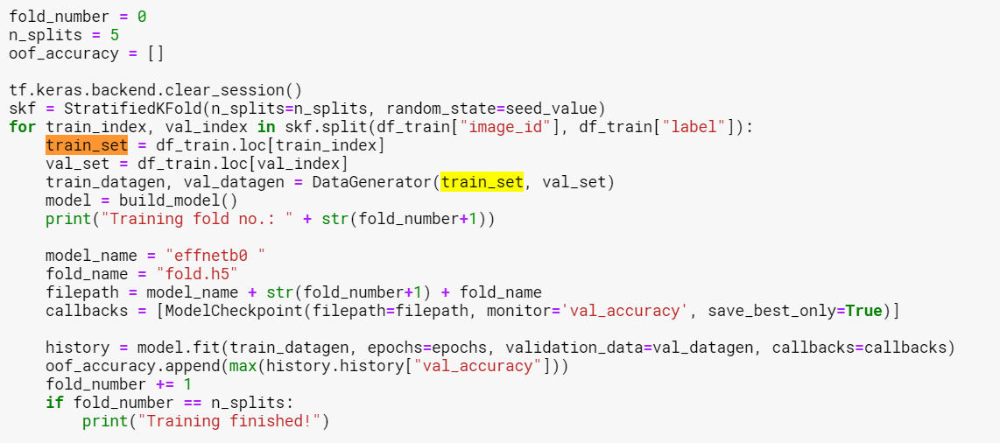 fold_number = 0
n_splits = 5
oof_accuracy = []
tf.keras.backend.clear_session()
skf = StratifiedKFold(n_splits=n_splits, random_state=seed_value)
for train_index, val_index in skf.split(df_train["image_id"], df_train["label"]):
    train_set = df_train.loc[train_index]
    val_set = df_train.loc[val_index]
    train_datagen, val_datagen = DataGenerator(train_set, val_set)
    model = build_model()
    print("Training fold no.: " + str(fold_number+1))
    model_name = "effnetb0 "
    fold_name = "fold.h5"
    filepath = model_name + str(fold_number+1) + fold_name
    callbacks = [ModelCheckpoint(filepath=filepath, monitor='val_accuracy', save_best_only=True)]
    history = model.fit(train_datagen, epochs=epochs, validation_data=val_datagen, callbacks=callbacks)
    oof_accuracy.append(max(history.history["val_accuracy"]))
    fold_number += 1
    if fold_number == n_splits:
        print("Training finished!")